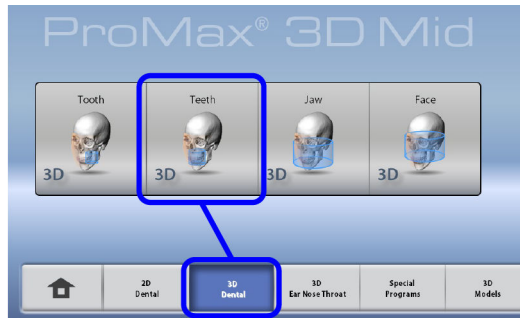 ProMax® 3D Mid
Tooth Teeth Jaw Face
3D 3D 3D 3D
2D 3D 3D Special 3D
Dental Dental Ear Nose Throat Programs Models